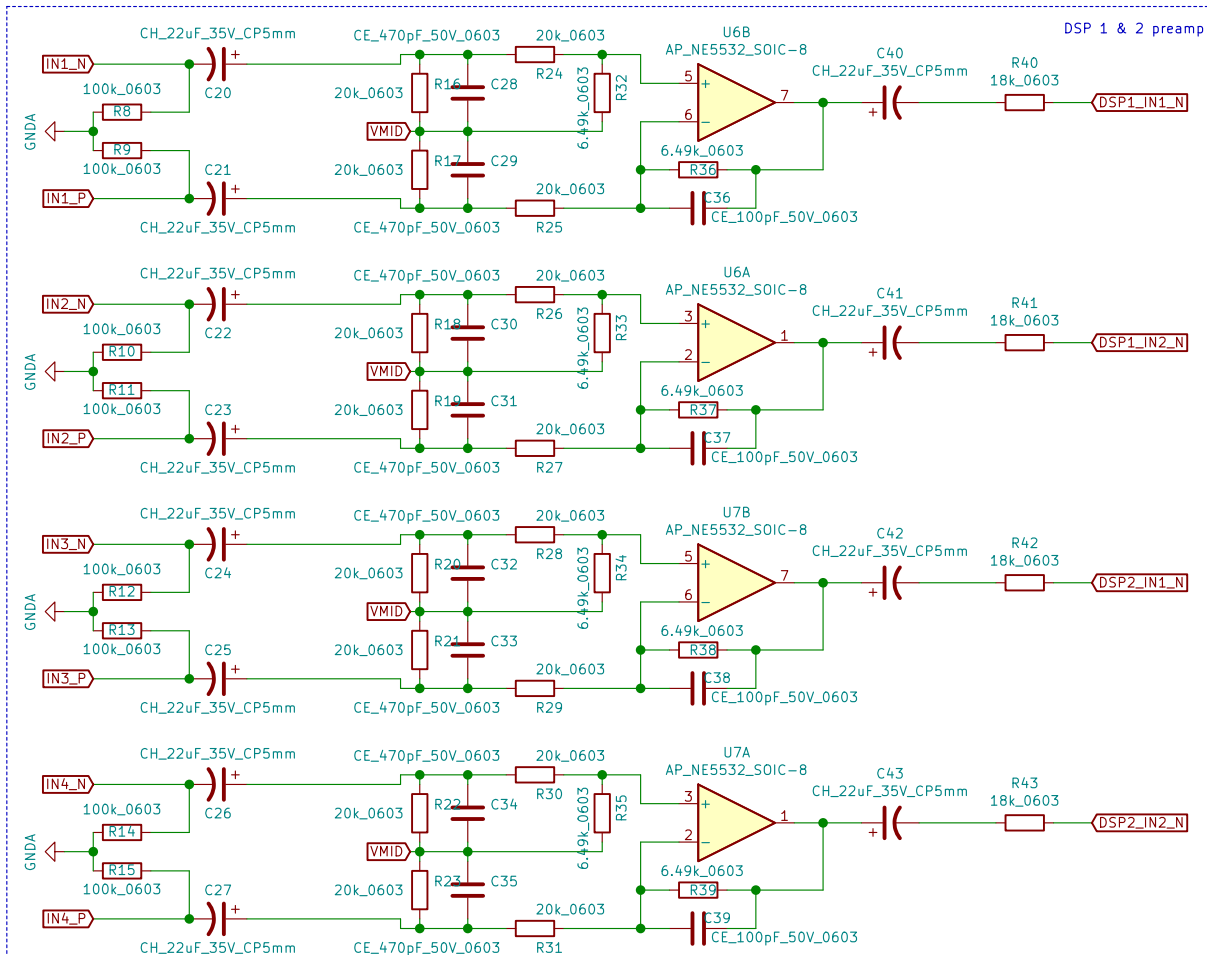 DSP 1 & 2 preamp
CH_22uF_35V_CP5mm
CE_470pF_50V_0603
20k_0603
U6B
AP_NE5532_SOIC-8
C40
CH_22uF_35V_CP5mm
R40
18k_0603
IN1_N
+
C20
R24
100k_0603
R8
GNDA
R9
100k_0603
20k_0603
R16
C28
VMID
R32
6.49k_0603
5
+
7
6
-
+
DSP1_IN1_N
C21
IN1_P
+
20k_0603
R17
C29
20k_0603
R25
6.49k_0603
R36
C36
CE_100pF_50V_0603
CH_22uF_35V_CP5mm
CE_470pF_50V_0603
CH_22uF_35V_CP5mm
CE_470pF_50V_0603
20k_0603
U6A
AP_NE5532_SOIC-8
C41
CH_22uF_35V_CP5mm
R41
18k_0603
IN2_N
+
C22
R26
100k_0603
R10
GNDA
R11
100k_0603
20k_0603
R18
C30
VMID
R33
6.49k_0603
3
+
1
2
-
+
DSP1_IN2_N
C23
IN2_P
+
20k_0603
R19
C31
20k_0603
R27
6.49k_0603
R37
C37
CE_100pF_50V_0603
CH_22uF_35V_CP5mm
CE_470pF_50V_0603
CH_22uF_35V_CP5mm
CE_470pF_50V_0603
20k_0603
U7B
AP_NE5532_SOIC-8
C42
CH_22uF_35V_CP5mm
R42
18k_0603
IN3_N
+
C24
R28
100k_0603
R12
GNDA
R13
100k_0603
20k_0603
R20
C32
VMID
R34
6.49k_0603
5
+
7
6
-
+
DSP2_IN1_N
C25
IN3_P
+
20k_0603
R21
C33
20k_0603
R29
6.49k_0603
R38
C38
CE_100pF_50V_0603
CH_22uF_35V_CP5mm
CE_470pF_50V_0603
CH_22uF_35V_CP5mm
CE_470pF_50V_0603
20k_0603
U7A
AP_NE5532_SOIC-8
C43
CH_22uF_35V_CP5mm
R43
18k_0603
IN4_N
+
C26
R30
100k_0603
R14
GNDA
R15
100k_0603
20k_0603
R22
C34
VMID
R35
6.49k_0603
3
+
1
2
-
+
DSP2_IN2_N
C27
IN4_P
+
20k_0603
R23
C35
20k_0603
R31
6.49k_0603
R39
C39
CE_100pF_50V_0603
CH_22uF_35V_CP5mm
CE_470pF_50V_0603